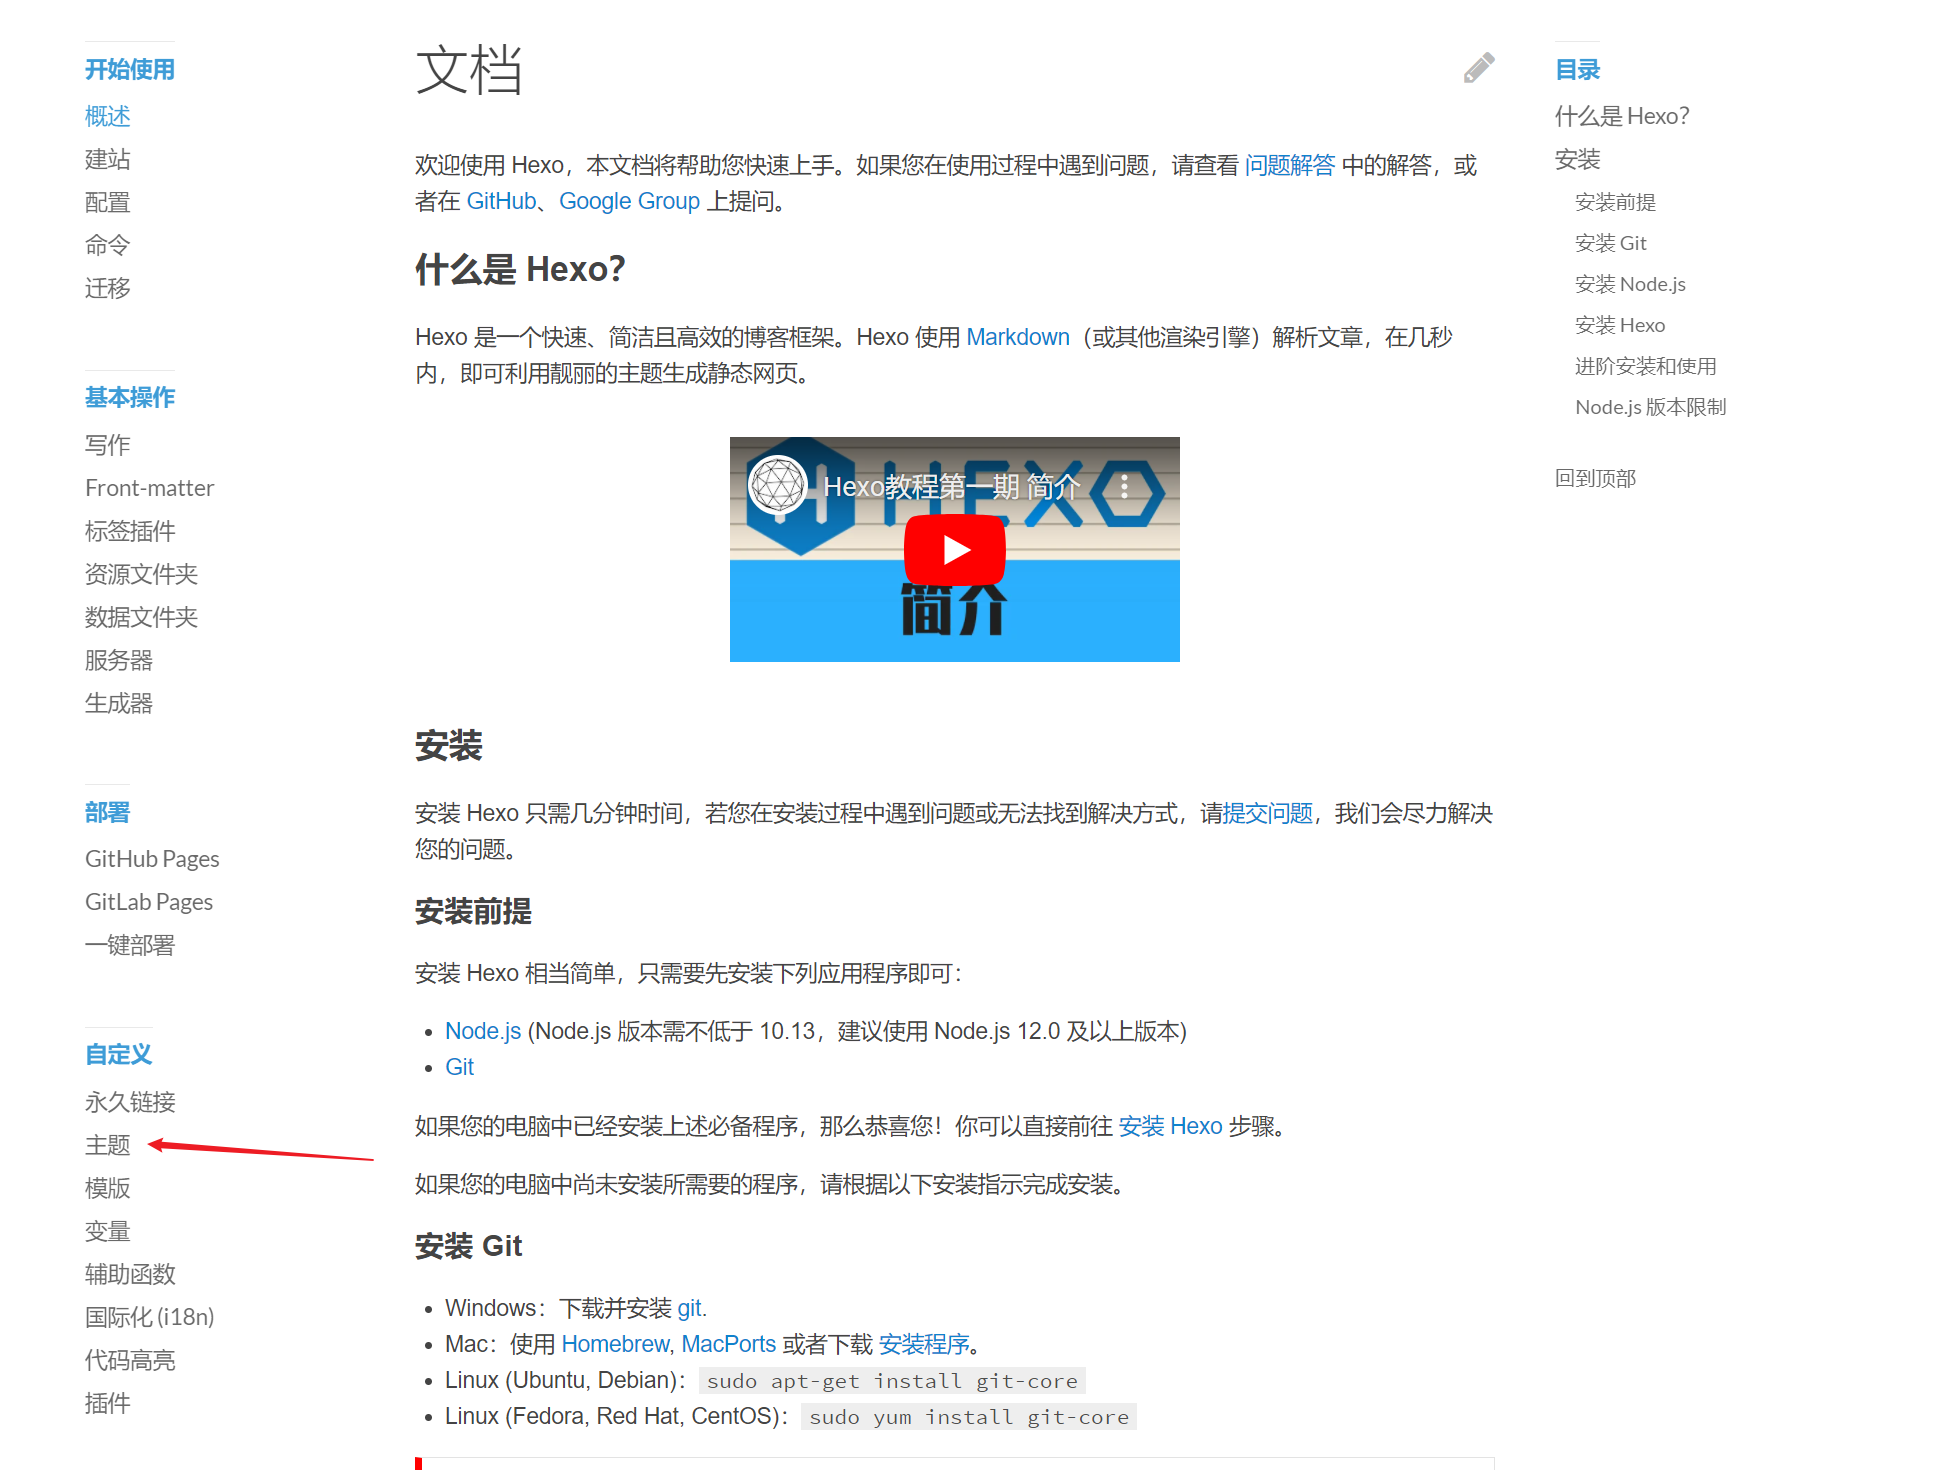 开始使用
概述
建站
配置
命令
迁移
基本操作
写作
Front-matter
标签插件
资源文件夹
数据文件夹
服务器
生成器
部署
GitHub Pages
GitLab Pages
一键部署
自定义
永久链接
主题
模版
变量
辅助函数
国际化 (i18n)
代码高亮
插件
文档
欢迎使用 Hexo，本文档将帮助您快速上手。如果您在使用过程中遇到问题，请查看 问题解答 中的解答，或
者在 GitHub、Google Group 上提问。
什么是 Hexo？
Hexo 是一个快速、简洁且高效的博客框架。Hexo 使用 Markdown（或其他渲染引擎）解析文章，在几秒
内，即可利用靓丽的主题生成静态网页。
HEXO
Hexo教程第一期 简介
简介
安装
安装 Hexo 只需几分钟时间，若您在安装过程中遇到问题或无法找到解决方式，请提交问题，我们会尽力解决
您的问题。
安装前提
安装 Hexo 相当简单，只需要先安装下列应用程序即可：
• Node.js (Node.js 版本需不低于 10.13，建议使用 Node.js 12.0 及以上版本)
• Git
如果您的电脑中已经安装上述必备程序，那么恭喜您！你可以直接前往 安装 Hexo 步骤。
如果您的电脑中尚未安装所需要的程序，请根据以下安装指示完成安装。
安装 Git
• Windows：下载并安装 git.
• Mac：使用 Homebrew, MacPorts 或者下载 安装程序。
• Linux (Ubuntu, Debian)：sudo apt-get install git-core
• Linux (Fedora, Red Hat, CentOS)：sudo yum install git-core
目录
什么是 Hexo？
安装
安装前提
安装 Git
安装 Node.js
安装 Hexo
进阶安装和使用
Node.js 版本限制
回到顶部